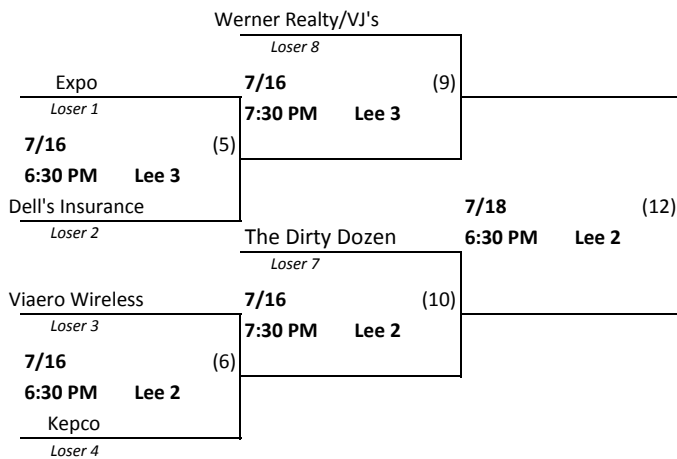 Werner Realty/VJ's
Loser 8
Expo
7/16 (9)
Loser 1
7:30 PM Lee 3
7/16 (5)
6:30 PM Lee 3
Dell's Insurance
7/18 (12)
Loser 2
The Dirty Dozen
6:30 PM Lee 2
Loser 7
Viaero Wireless
7/16 (10)
Loser 3
7:30 PM Lee 2
7/16 (6)
6:30 PM Lee 2
Kepco
Loser 4